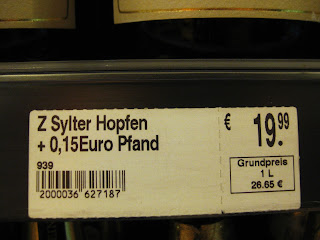 Z Sylter Hopfen
+ 0,15Euro Pfand
939
2000036 627187
€ 19.99
Grundpreis
1 L
26.65 €